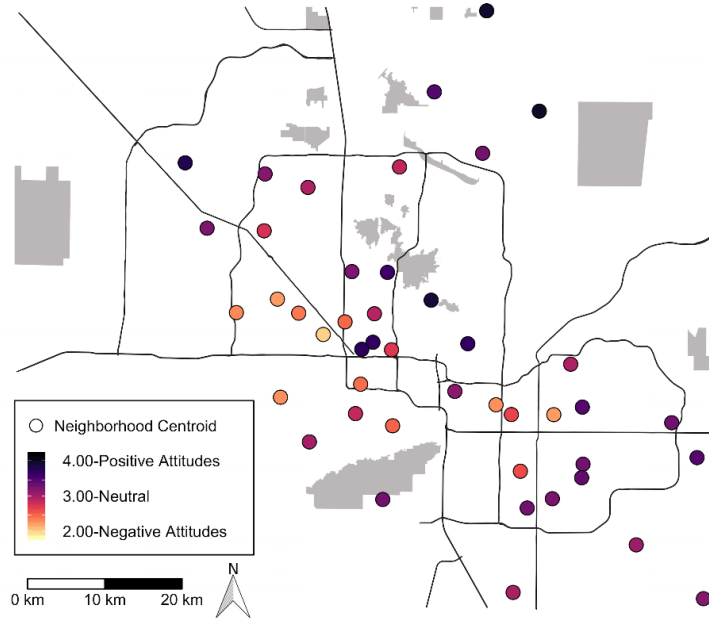 Neighborhood Centroid
4.00-Positive Attitudes
3.00-Neutral
2.00-Negative Attitudes
N
0 km 10 km 20 km